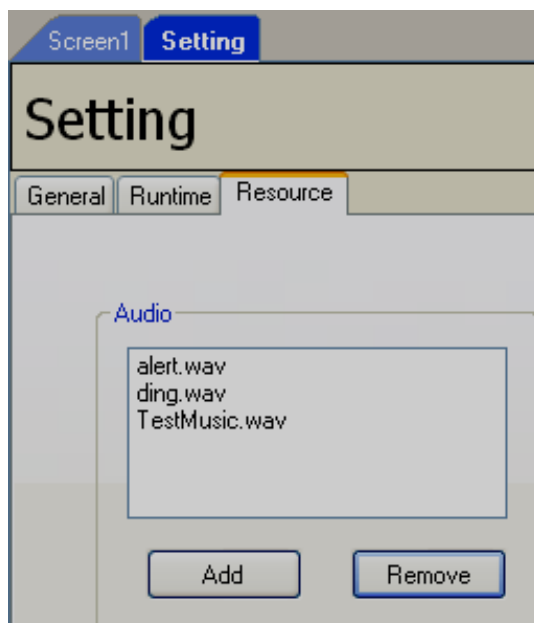 Screen1 Setting
Setting
General Runtime Resource
Audio
alert.wav
ding.wav
TestMusic.wav
Add Remove